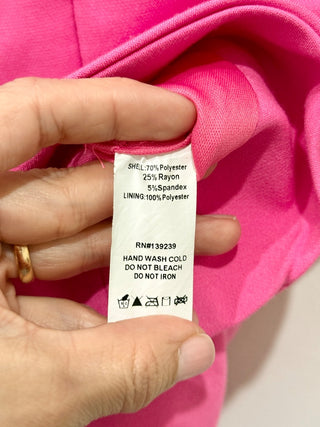 SHELL:70%Polyester
25% Rayon
5%Spandex
LINING:100%Polyester
RN#139239
HAND WASH COLD
DO NOT BLEACH
DO NOT IRON